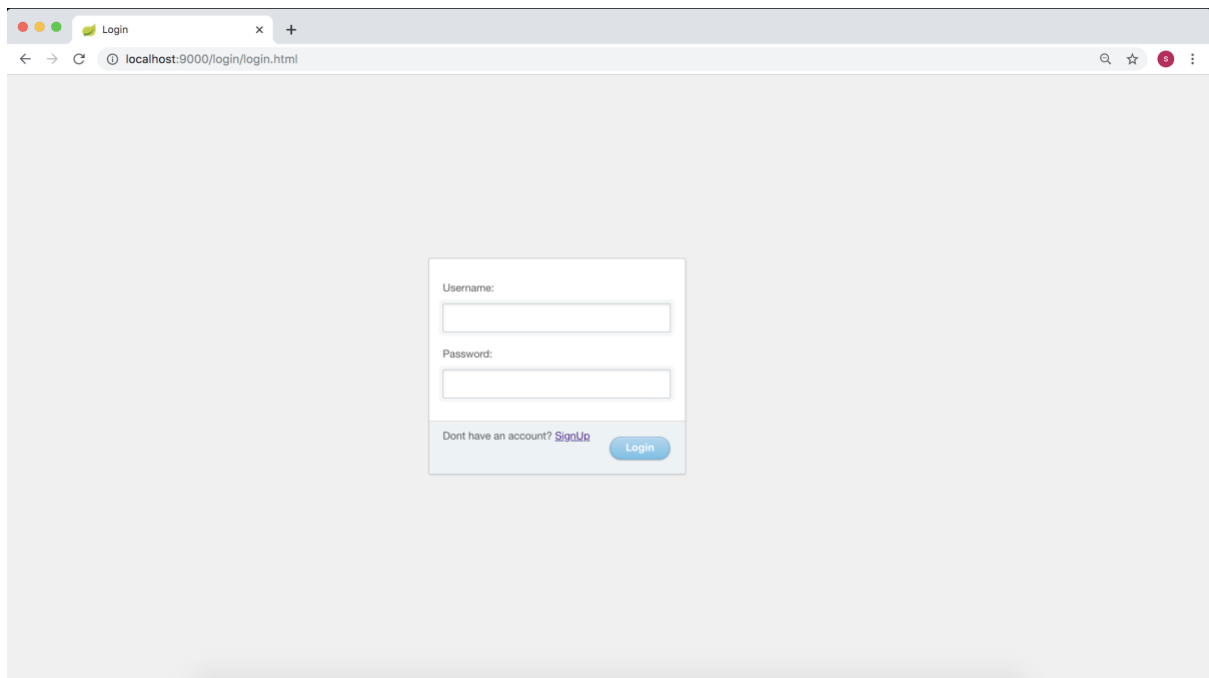 Login
localhost:9000/login/login.html
S
Username:
Password:
Dont have an account? SignUp
Login